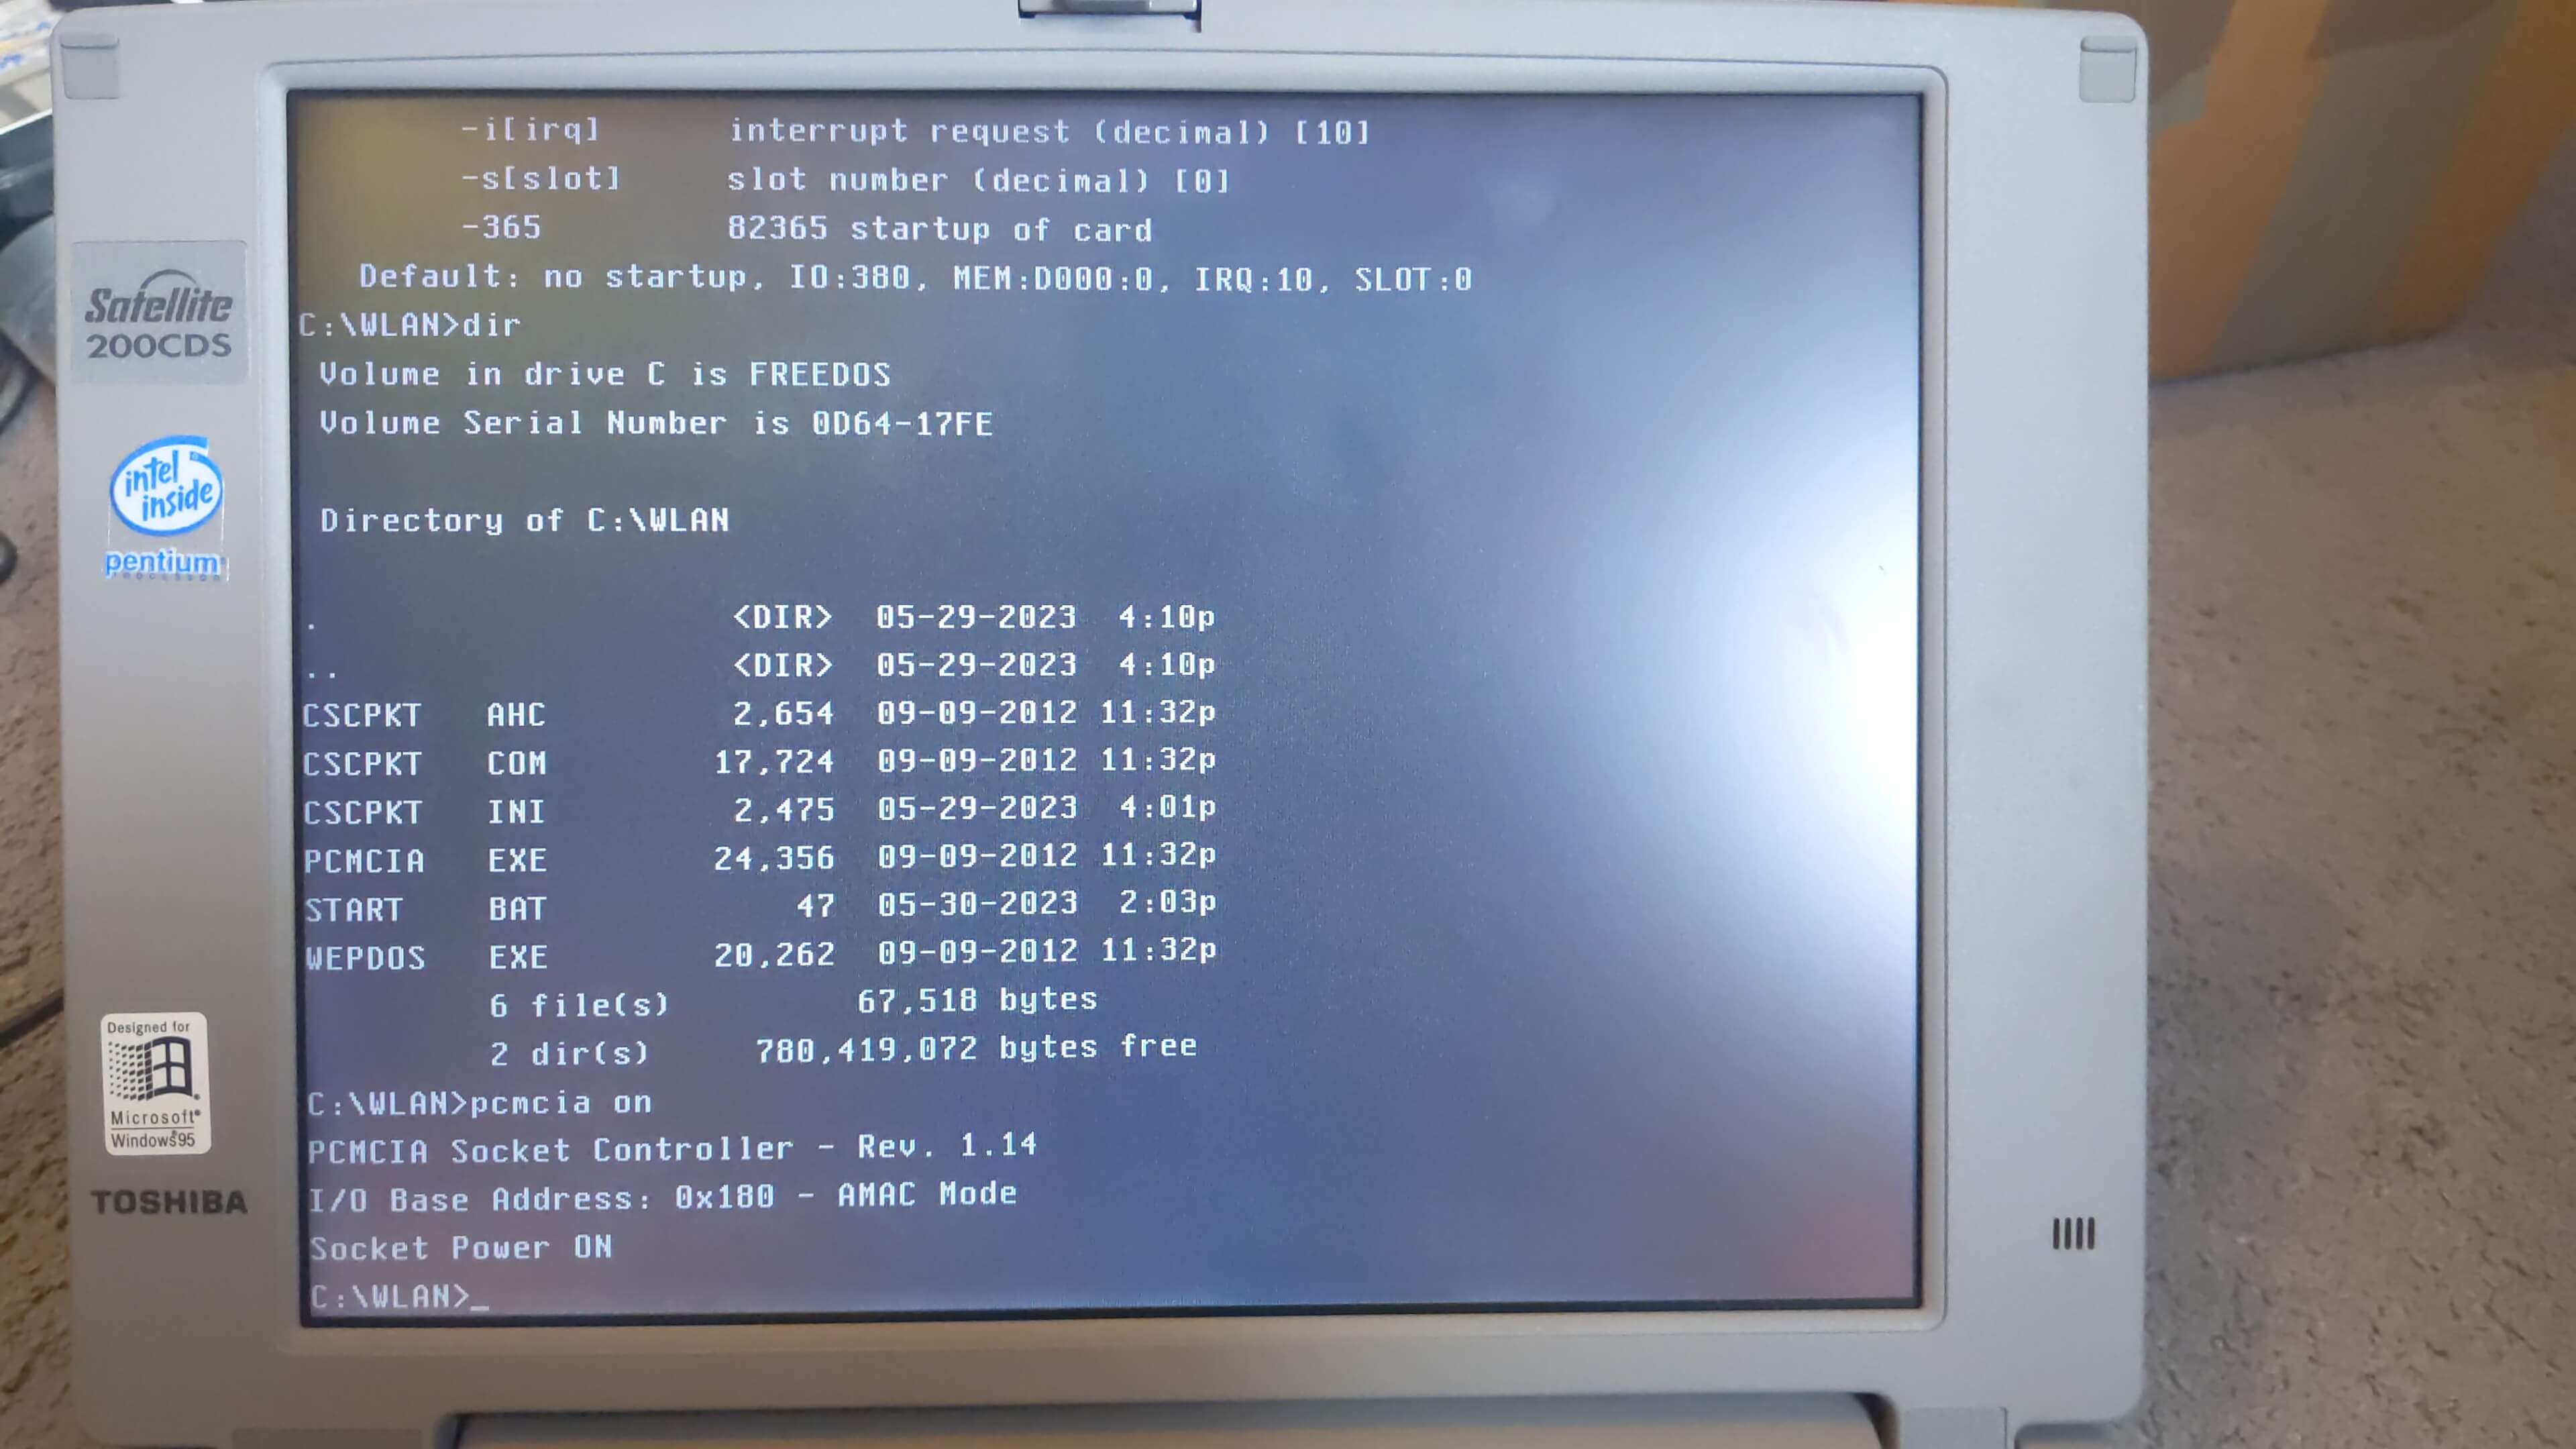 -i[irq] interrupt request (decimal) [10]
-s[slot] slot number (decimal) [0]
-365 82365 startup of card
Default: no startup, IO:380, MEM:D000:0, IRQ:10, SLOT:0
C:\WLAN>dir
Volume in drive C is FREEDOS
Volume Serial Number is 0D64-17FE
Directory of C:\WLAN
. <DIR> 05-29-2023 4:10p
.. <DIR> 05-29-2023 4:10p
CSCPKT AHC 2,654 09-09-2012 11:32p
CSCPKT COM 17,724 09-09-2012 11:32p
CSCPKT INI 2,475 05-29-2023 4:01p
PCMCIA EXE 24,356 09-09-2012 11:32p
START BAT 47 05-30-2023 2:03p
WEPDOS EXE 20,262 09-09-2012 11:32p
6 file(s) 67,518 bytes
2 dir(s) 780,419,072 bytes free
C:\WLAN>pcmcia on
PCMCIA Socket Controller - Rev. 1.14
I/O Base Address: 0x180 - AMAC Mode
Socket Power ON
C:\WLAN>_
Satellite
200CDS
intel
inside
pentium
PROCESSOR
Designed for
Microsoft®
Windows®95
TOSHIBA